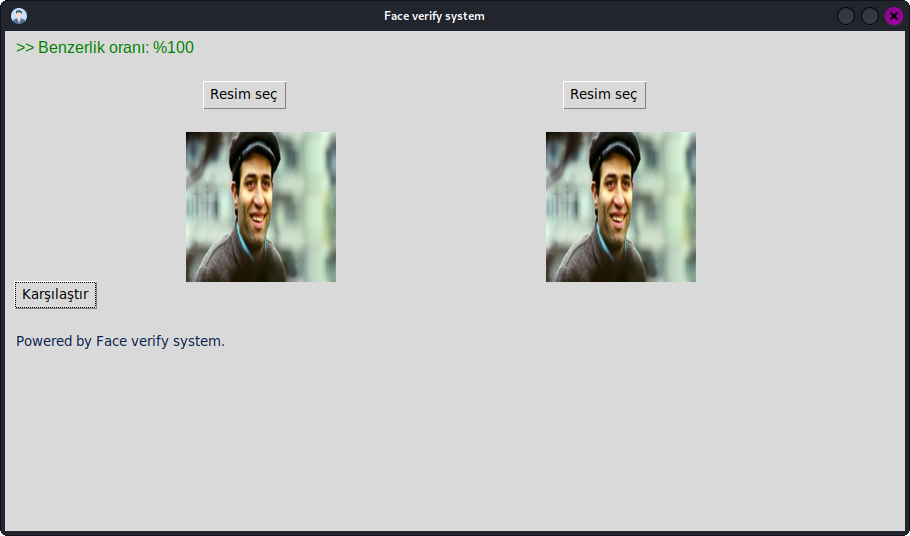 Face verify system
>> Benzerlik oranı: %100
Resim seç
Resim seç
Karşılaştır
Powered by Face verify system.